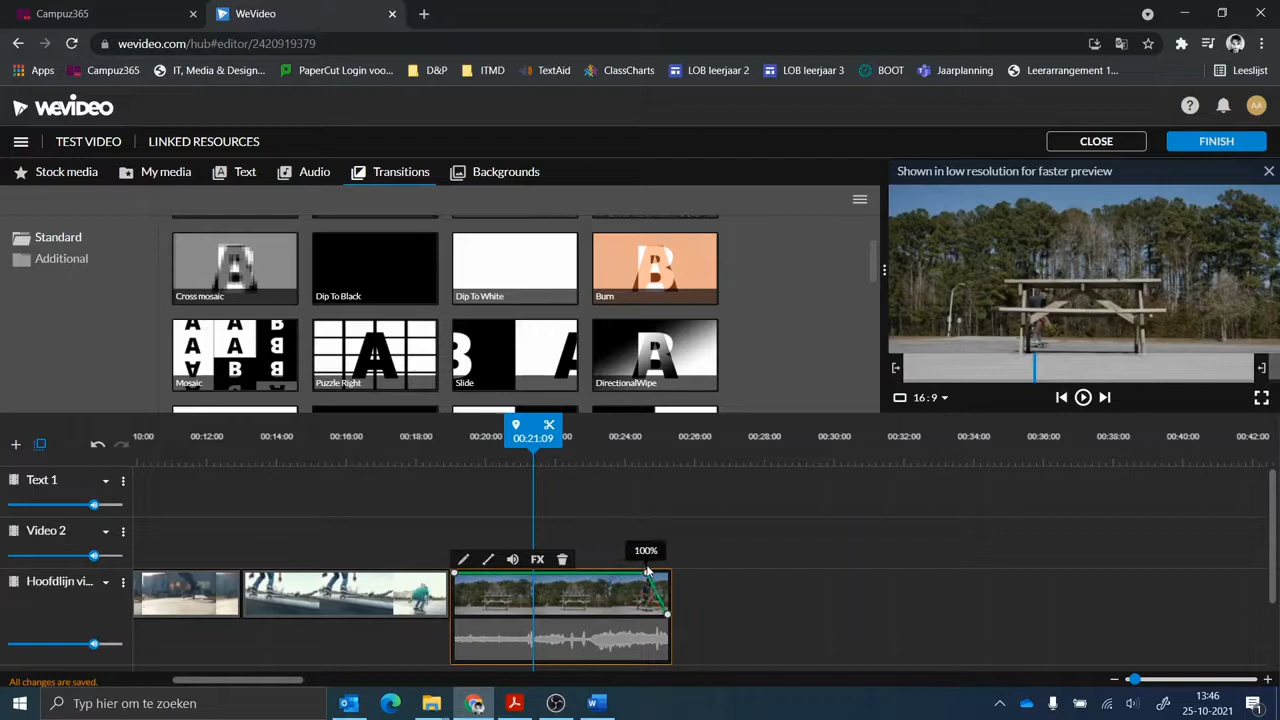 Campuz365
WeVideo
wevideo.com/hub#editor/2420919379
Apps
Campuz365
IT, Media & Design...
PaperCut Login voo...
D&P
ITMD
TextAid
ClassCharts
LOB leerjaar 2
LOB leerjaar 3
BOOT
Jaarplanning
Leerarrangement 1...
Leeslijst
WEVIDEO
AA
TEST VIDEO
LINKED RESOURCES
CLOSE
FINISH
Stock media
My media
Text
Audio
Transitions
Backgrounds
Shown in low resolution for faster preview
Standard
Additional
Cross mosaic
Dip To Black
Dip To White
Burn
Mosaic
Puzzle Right
Slide
DirectionalWipe
16:9
10:00
00:12:00
00:14:00
00:16:00
00:18:00
00:20:00
00:21:09
00:24:00
00:26:00
00:28:00
00:30:00
00:32:00
00:34:00
00:36:00
00:38:00
00:40:00
00:42:00
Text 1
Video 2
FX
100%
Hoofdlijn vi...
All changes are saved.
Typ hier om te zoeken
13:46
25-10-2021
1